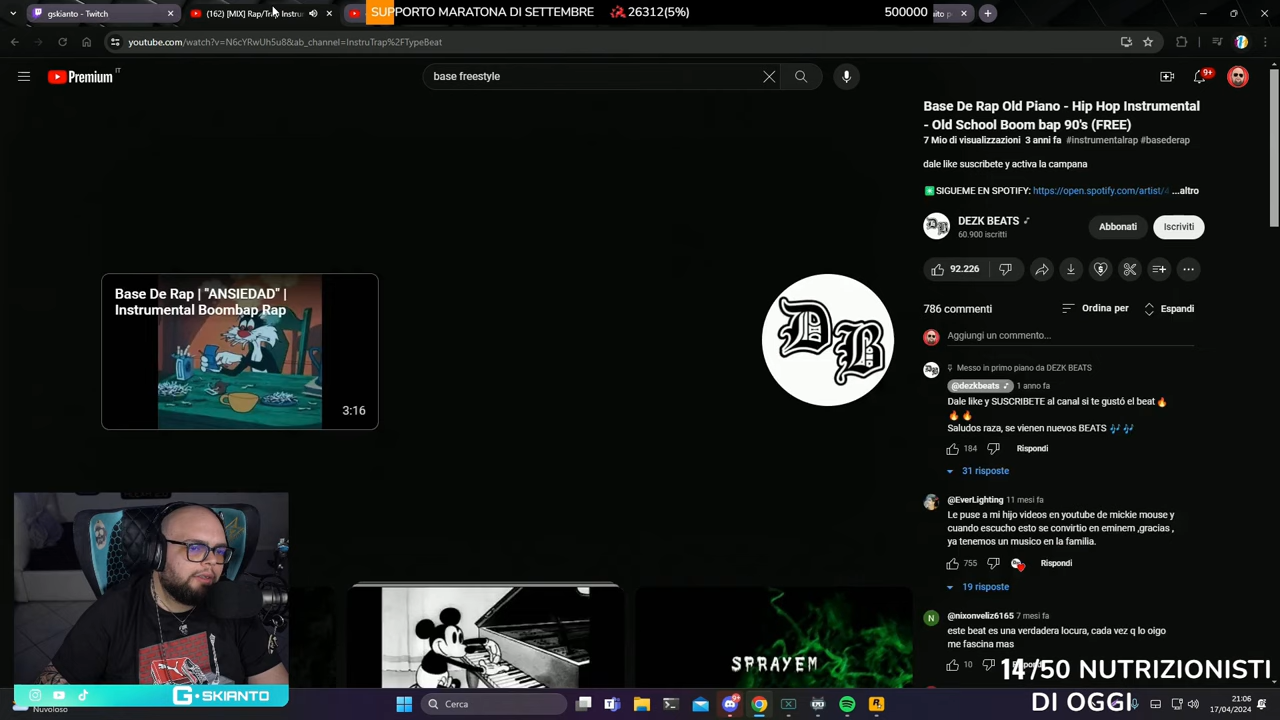 gskianto - Twitch
(162) [MIX] Rap/Trap Instrum
SUPPORTO MARATONA DI SETTEMBRE
26312(5%)
500000
youtube.com/watch?v=N6cYRwUh5u8&ab_channel=InstruTrap%2FTypeBeat
Premium IT
base freestyle
9+
Base De Rap Old Piano - Hip Hop Instrumental
- Old School Boom bap 90's (FREE)
7 Mio di visualizzazioni 3 anni fa #instrumentalrap #basederap
dale like suscribete y activa la campana
SIGUEME EN SPOTIFY: https://open.spotify.com/artist/4 ...altro
DEZK BEATS
60.900 iscritti
Abbonati
Iscriviti
92.226
786 commenti
Ordina per
Espandi
Aggiungi un commento...
Messo in primo piano da DEZK BEATS
@dezkbeats 1 anno fa
Dale like y SUSCRIBETE al canal si te gustó el beat 🔥
🔥 🔥
Saludos raza, se vienen nuevos BEATS 🎶 🎶
184 Rispondi
31 risposte
@EverLighting 11 mesi fa
Le puse a mi hijo videos en youtube de mickie mouse y
cuando escucho esto se convirtio en eminem ,gracias ,
ya tenemos un musico en la familia.
755 Rispondi
19 risposte
N
@nixonveliz6165 7 mesi fa
este beat es una verdadera locura, cada vez q lo oigo
me fascina mas
10
Base De Rap | "ANSIEDAD" |
Instrumental Boombap Rap
3:16
DB
SPRAYEM
14/50 NUTRIZIONISTI
DI OGGI
G-SKIANTO
Nuvoloso
Cerca
21:06
17/04/2024